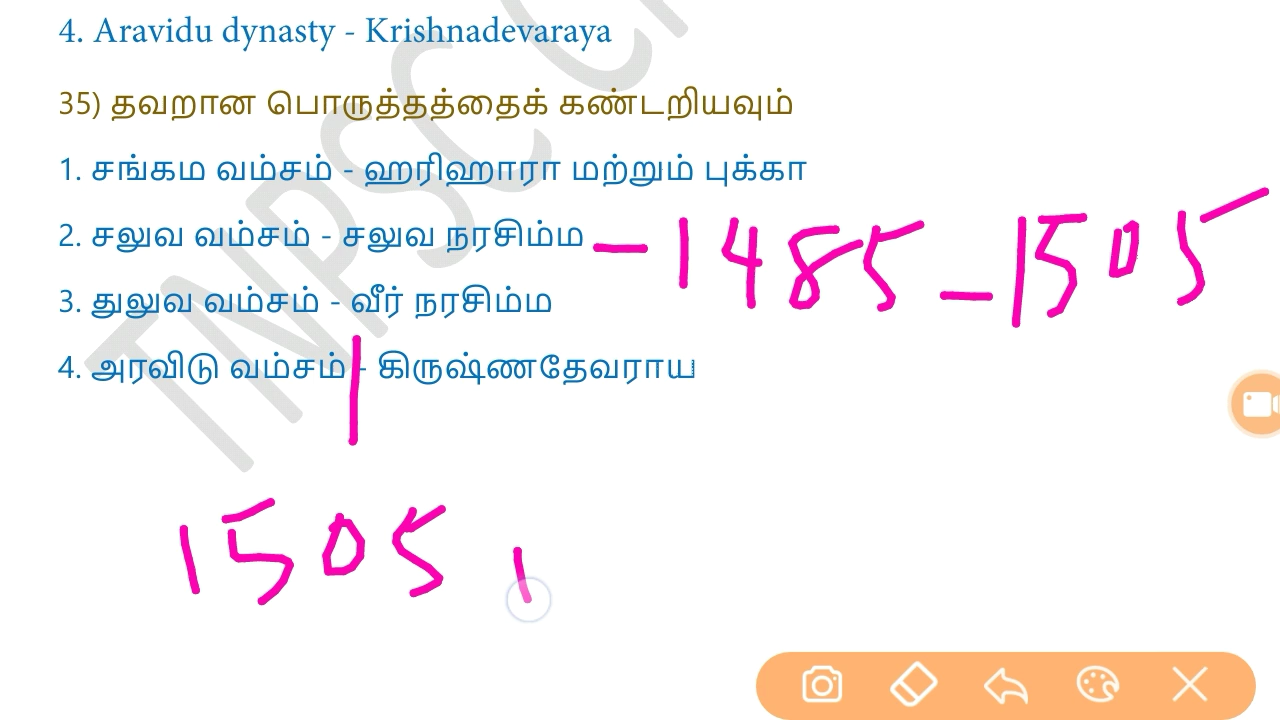 4. Aravidu dynasty - Krishnadevaraya
35) தவறான பொருத்தத்தைக் கண்டறியவும்
1. சங்கம வம்சம் - ஹரிஹாரா மற்றும் புக்கா
2. சலுவ வம்சம் - சலுவ நரசிம்ம - 1485 - 1505
3. துலுவ வம்சம் - வீர் நரசிம்ம
4. அரவிடு வம்சம் - கிருஷ்ணதேவராய
1505
TNPSC